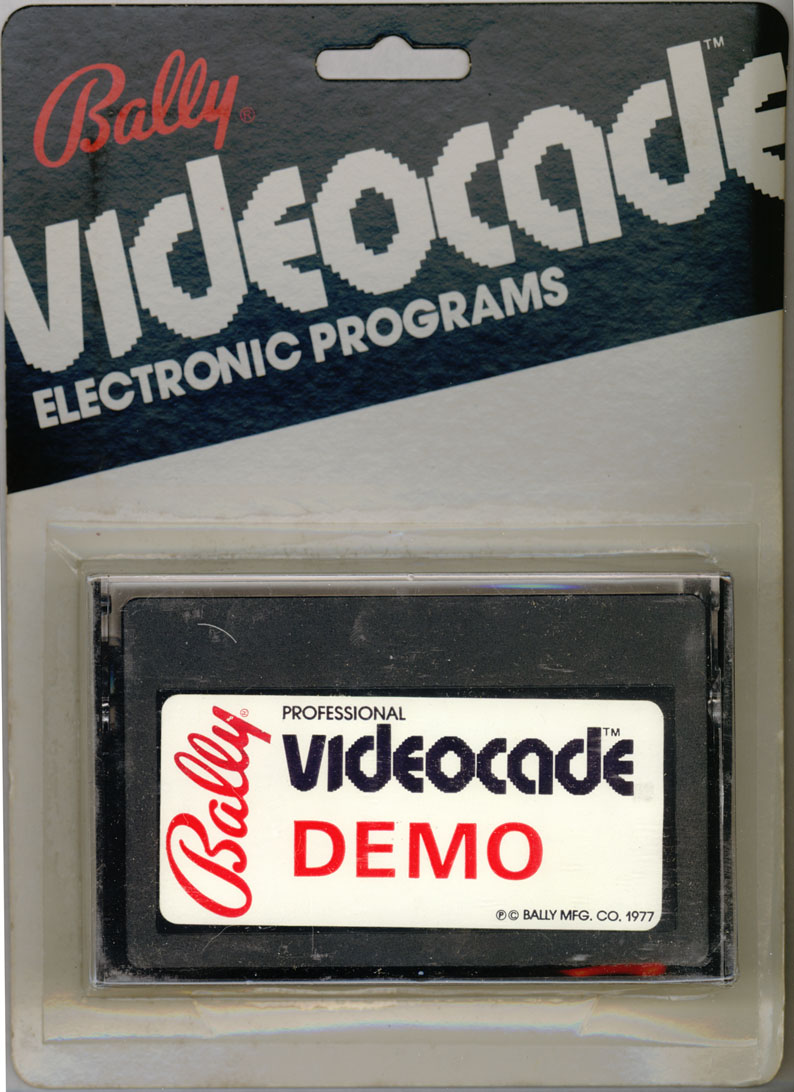 Bally®
VIDEOCADE™
ELECTRONIC PROGRAMS
Bally®
PROFESSIONAL
VIDEOCADE™
DEMO
℗© BALLY MFG. CO. 1977